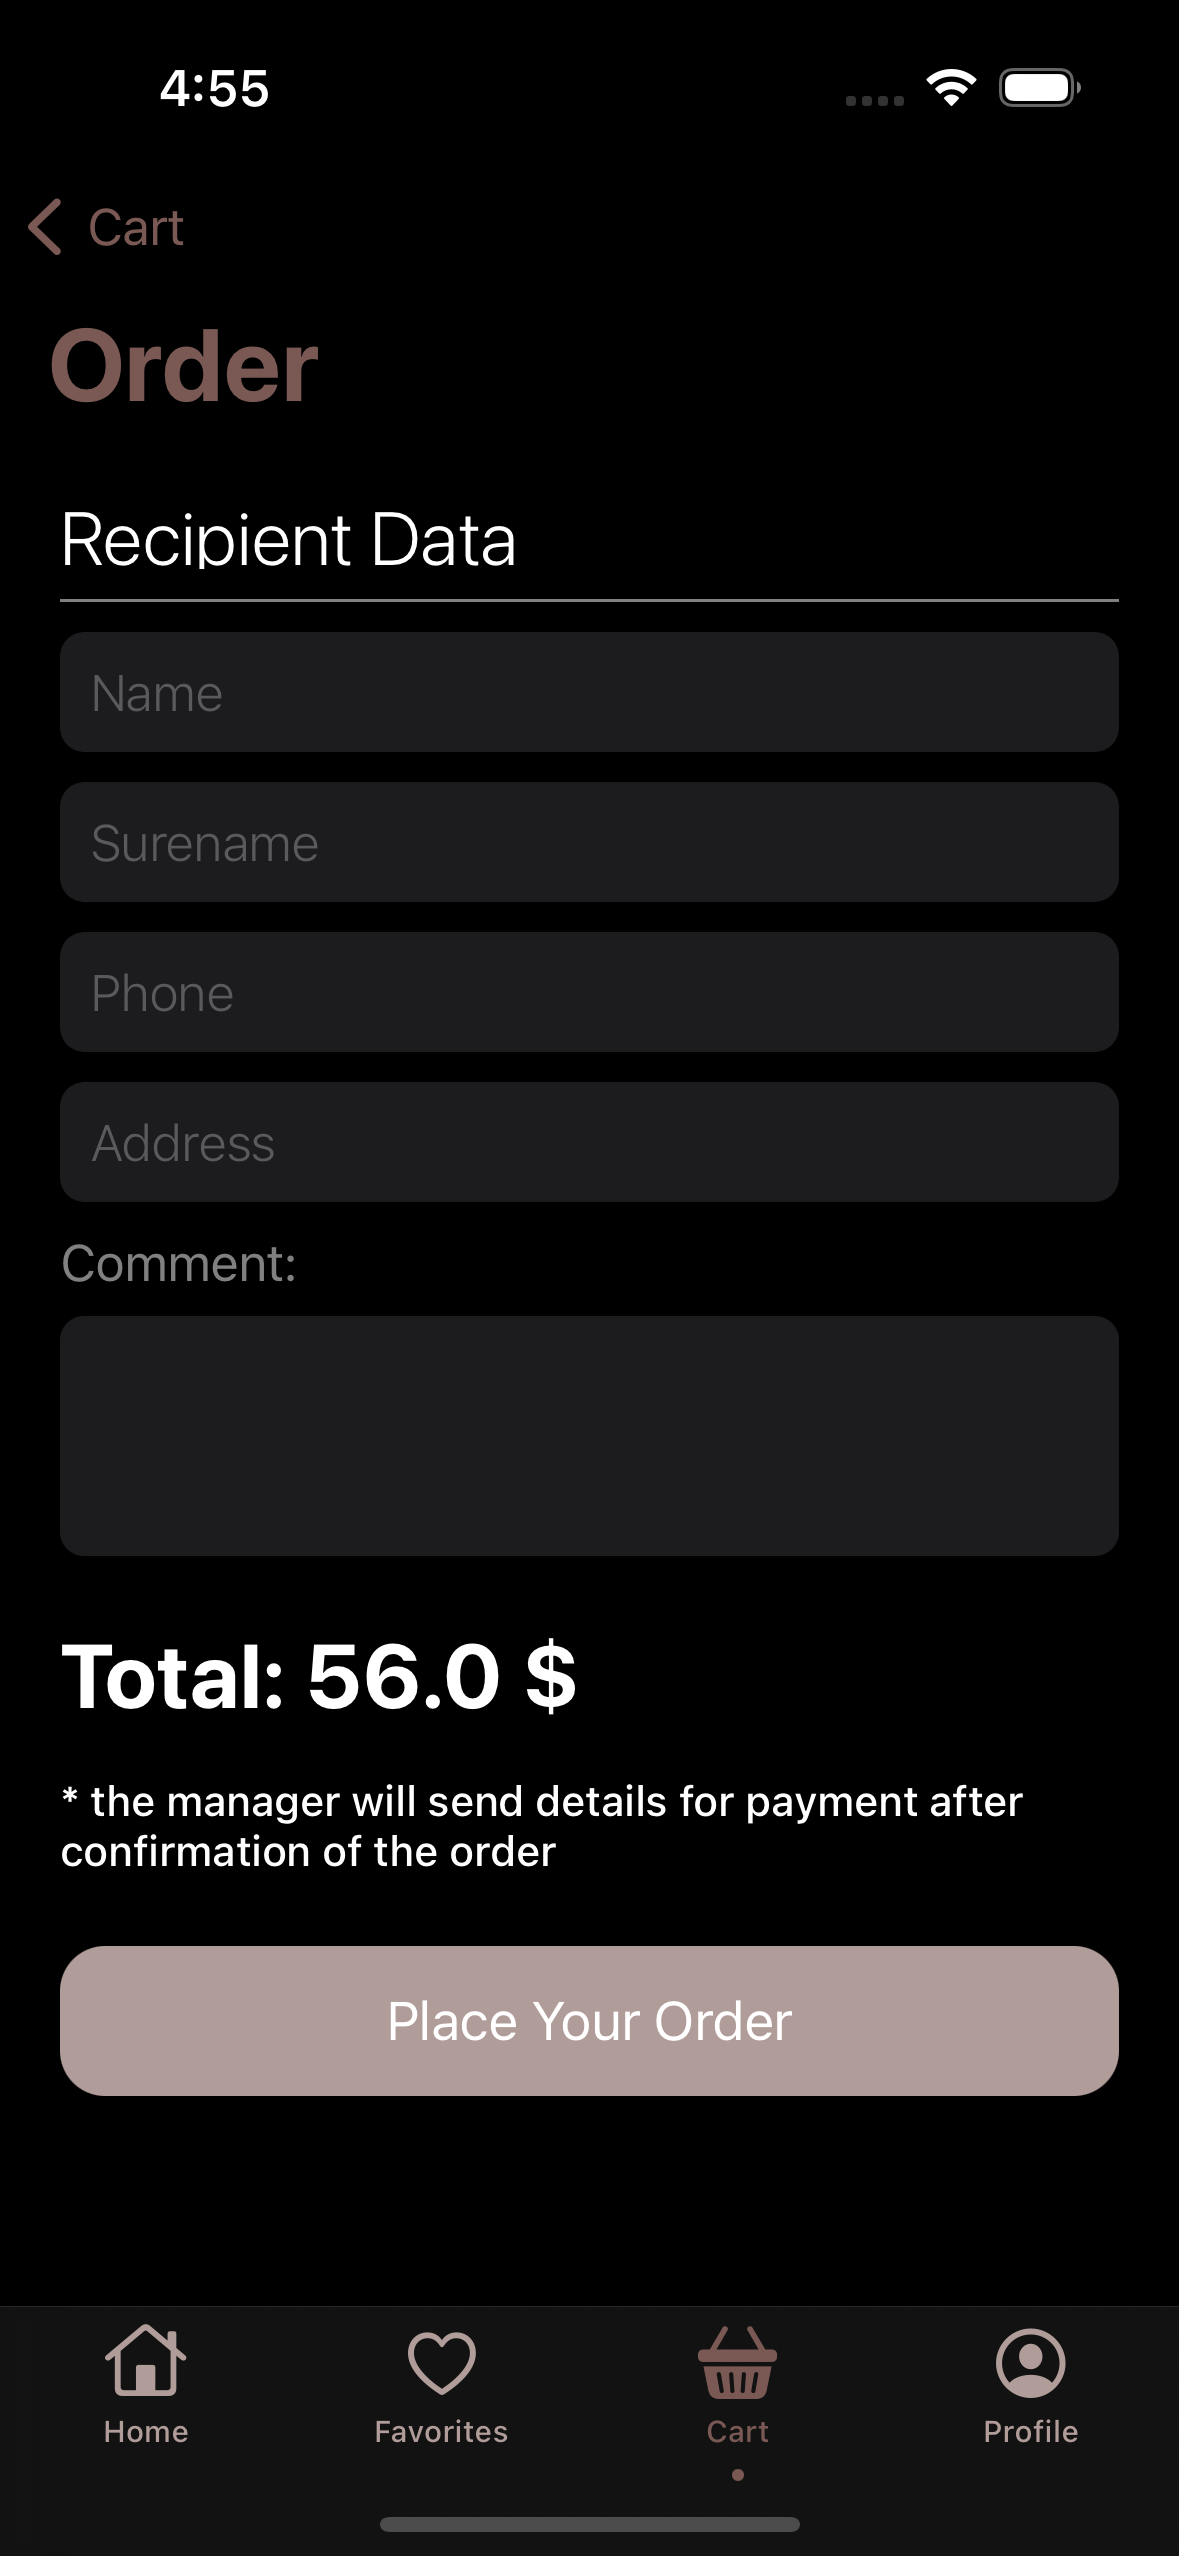 4:55
Cart
Order
Recipient Data
Name
Surename
Phone
Address
Comment:
Total: 56.0 $
* the manager will send details for payment after
confirmation of the order
Place Your Order
Home
Favorites
Cart
Profile